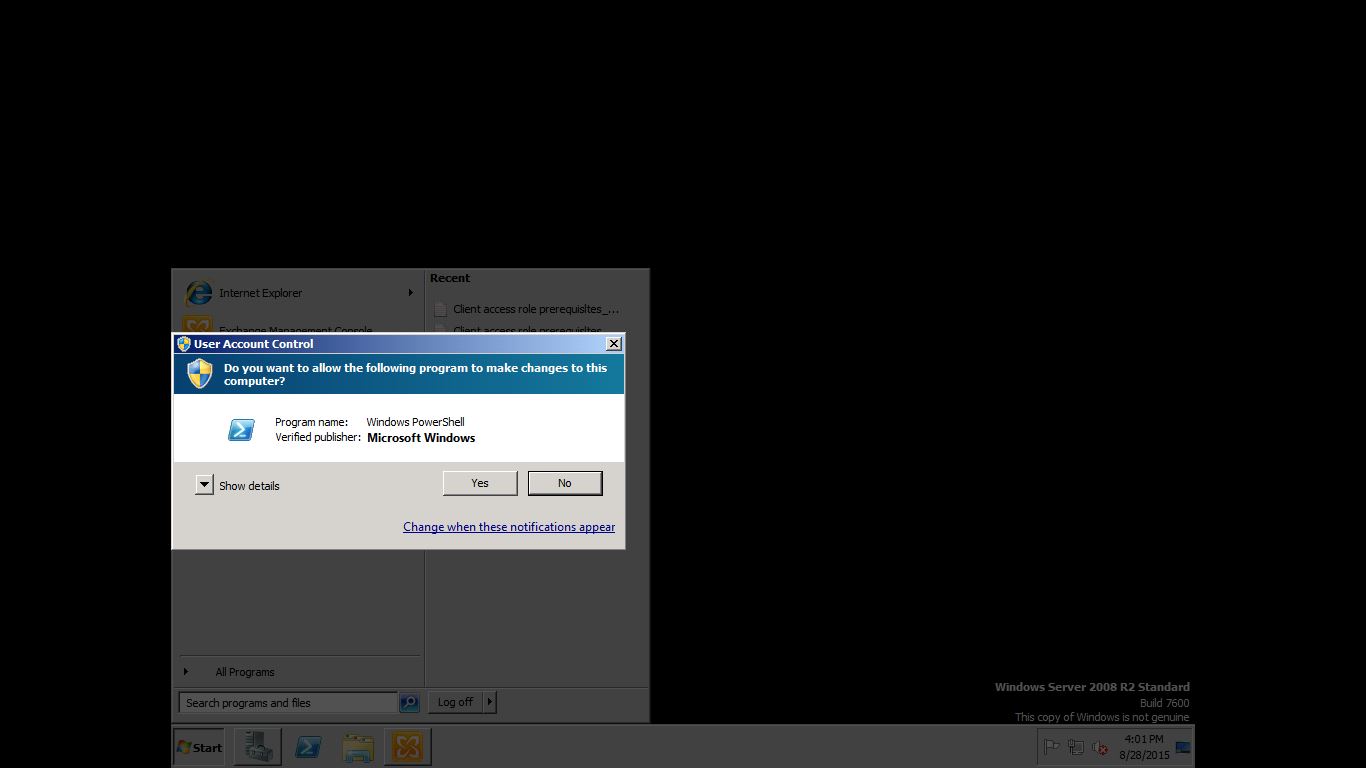 Recent
Internet Explorer
Client access role prerequisites_...
Exchange Management Console
Client access role prerequisites
User Account Control
Do you want to allow the following program to make changes to this
computer?
Program name: Windows PowerShell
Verified publisher: Microsoft Windows
Show details
Yes
No
Change when these notifications appear
All Programs
Search programs and files
Log off
Windows Server 2008 R2 Standard
Build 7600
This copy of Windows is not genuine
Start
4:01 PM
8/28/2015